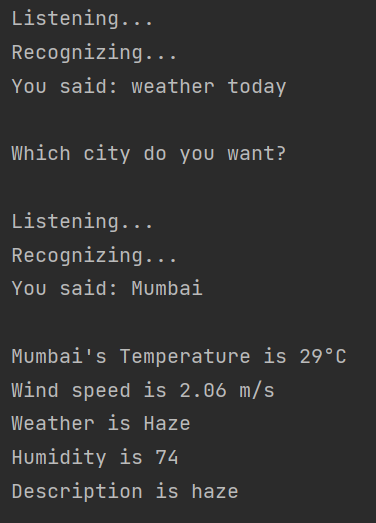 Listening...
Recognizing...
You said: weather today
Which city do you want?
Listening...
Recognizing...
You said: Mumbai
Mumbai's Temperature is 29°C
Wind speed is 2.06 m/s
Weather is Haze
Humidity is 74
Description is haze